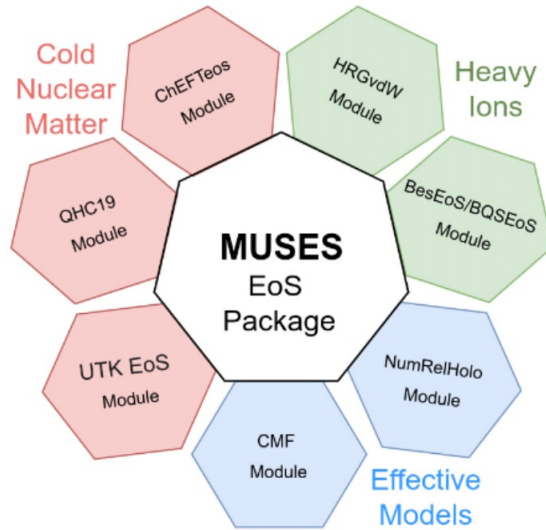 Cold
Nuclear
Matter
ChEFTeos
Module
HRGvdW
Module
Heavy
Ions
QHC19
Module
BesEoS/BQSEoS
Module
MUSES
EoS
Package
UTK EoS
Module
NumRelHolo
Module
CMF
Module
Effective
Models